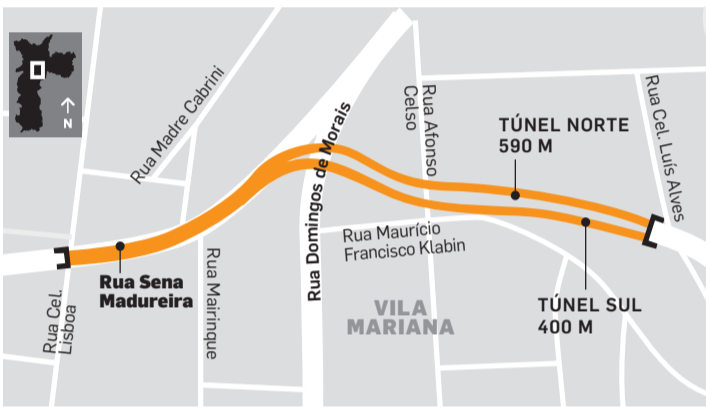 N
Rua Madre Cabrini
Rua Domingos de Morais
Rua Afonso
Celso
TÚNEL NORTE
590 M
Rua Cel. Luís Alves
Rua Maurício
Francisco Klabin
Rua Sena
Madureira
Rua Cel.
Lisboa
Rua Mairinque
VILA
MARIANA
TÚNEL SUL
400 M